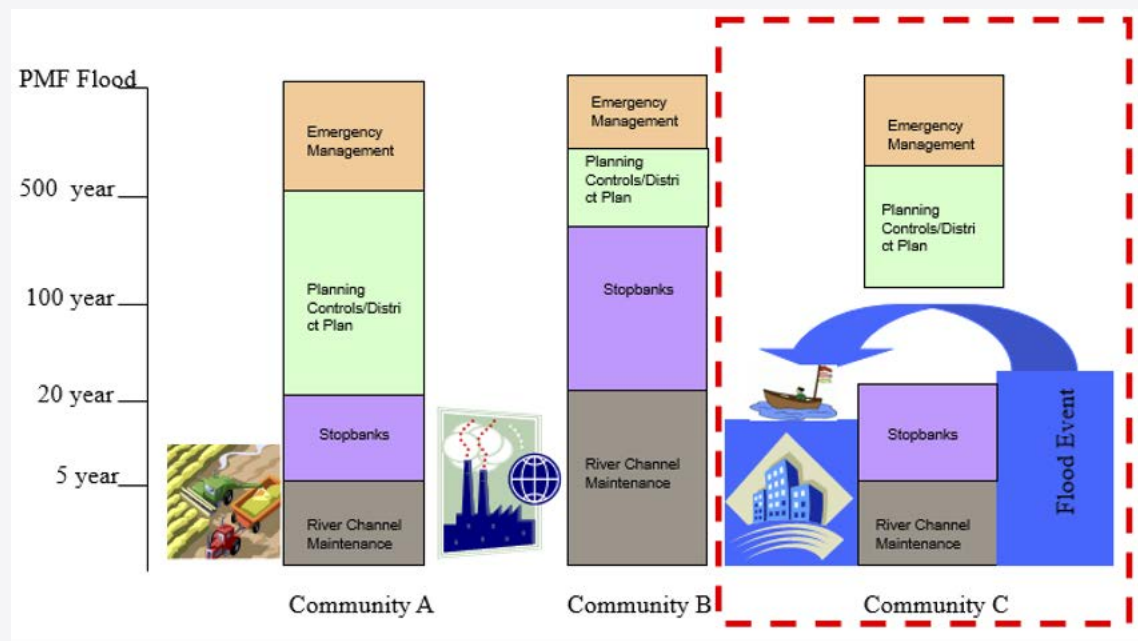 PMF Flood
500 year
100 year
20 year
5 year
Emergency
Management
Planning
Controls/Distri
ct Plan
Stopbanks
River Channel
Maintenance
Community A
Emergency
Management
Planning
Controls/Distri
ct Plan
Stopbanks
River Channel
Maintenance
Community B
Emergency
Management
Planning
Controls/Distri
ct Plan
Stopbanks
River Channel
Maintenance
Flood Event
Community C